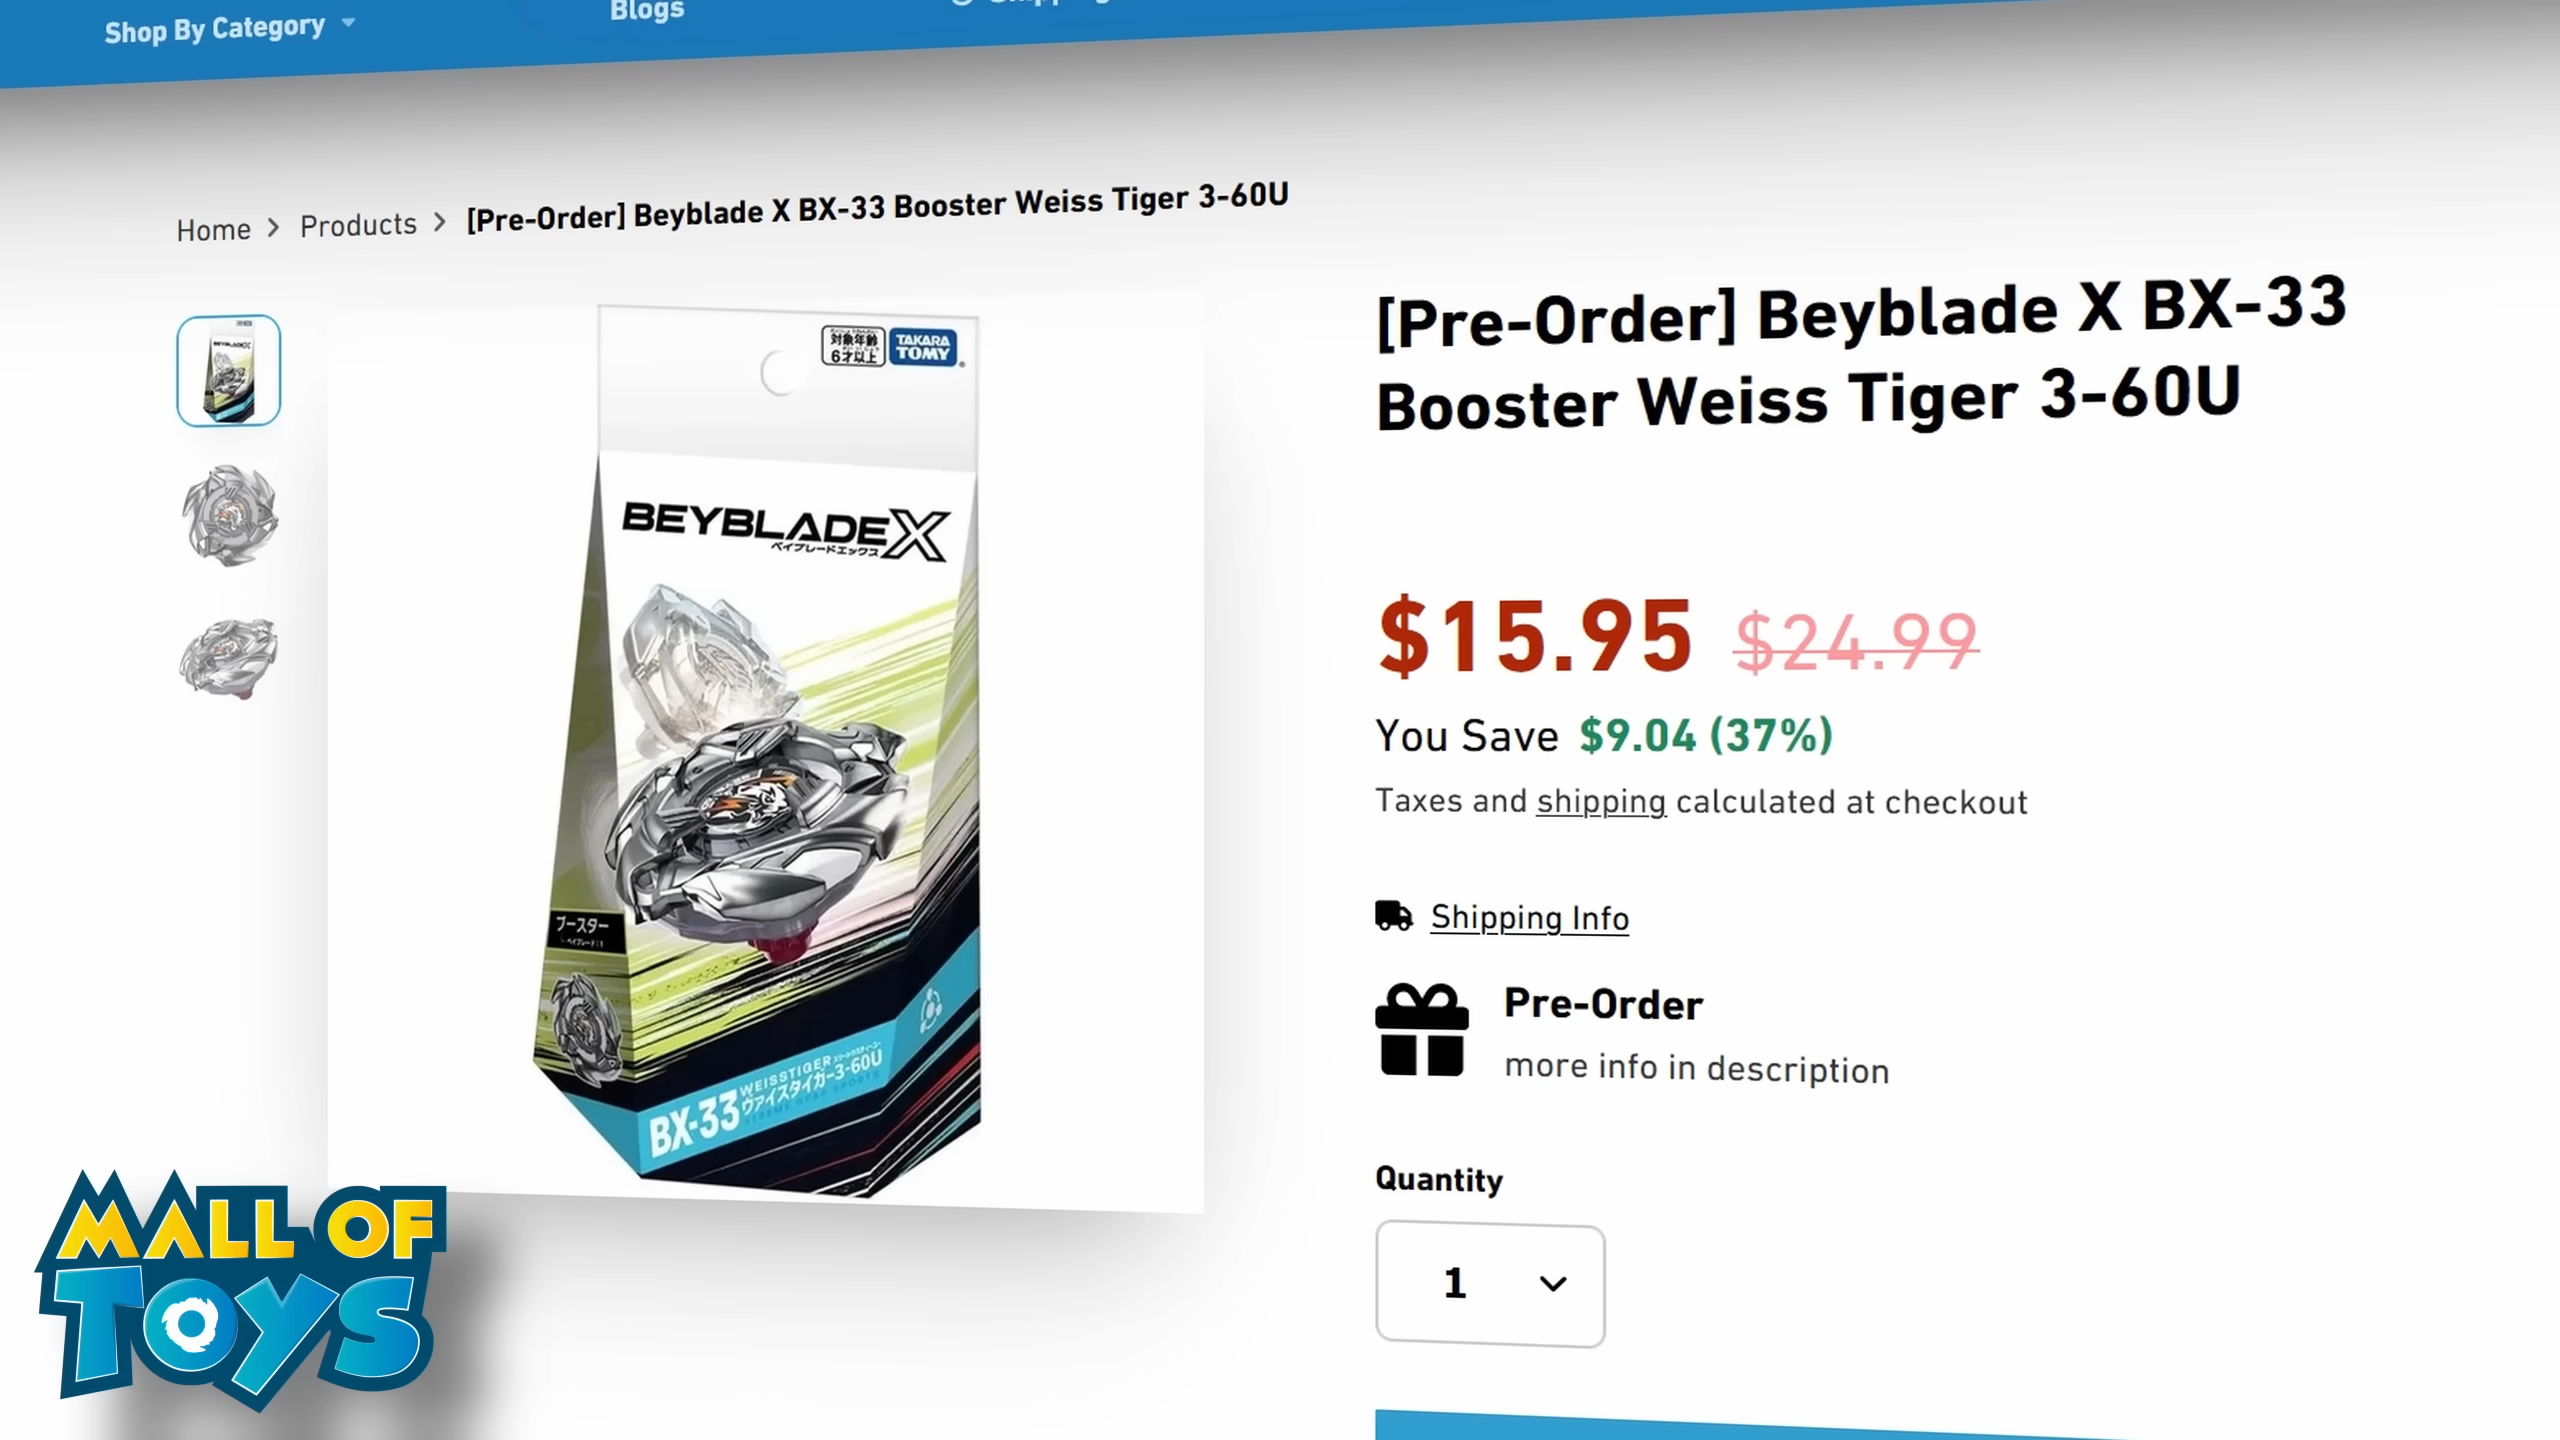 Shop By Category
Blogs
Home > Products > [Pre-Order] Beyblade X BX-33 Booster Weiss Tiger 3-60U
[Pre-Order] Beyblade X BX-33
Booster Weiss Tiger 3-60U
対象年齢
6才以上
TAKARA
TOMY
BEYBLADE X
ベイブレードエックス
ブースター
BX-33
WEISSTIGER
ヴァイスタイガー3-60U
$15.95 $24.99
You Save $9.04 (37%)
Taxes and shipping calculated at checkout
Shipping Info
Pre-Order
more info in description
Quantity
1
MALL OF
TOYS